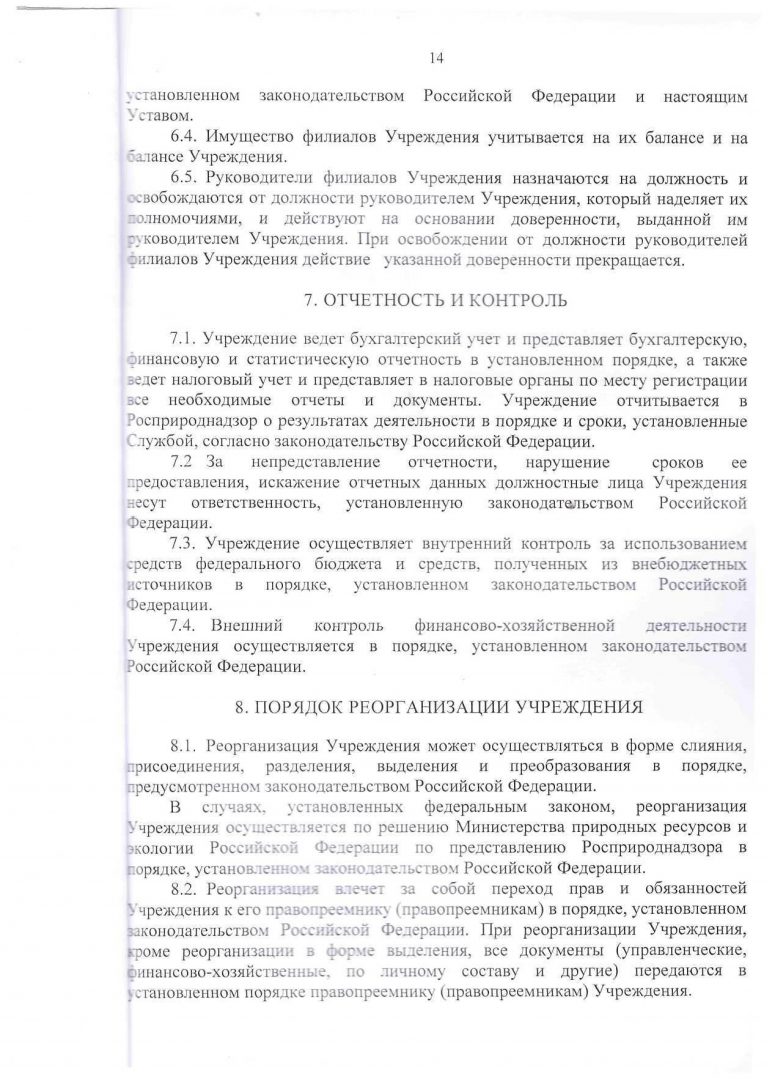 14
установленном законодательством Российской Федерации и настоящим
Уставом.
6.4. Имущество филиалов Учреждения учитывается на их балансе и на
балансе Учреждения.
6.5. Руководители филиалов Учреждения назначаются на должность и
освобождаются от должности руководителем Учреждения, который наделяет их
полномочиями, и действуют на основании доверенности, выданной им
руководителем Учреждения. При освобождении от должности руководителей
филиалов Учреждения действие указанной доверенности прекращается.
7. ОТЧЕТНОСТЬ И КОНТРОЛЬ
7.1. Учреждение ведет бухгалтерский учет и представляет бухгалтерскую,
финансовую и статистическую отчетность в установленном порядке, а также
ведет налоговый учет и представляет в налоговые органы по месту регистрации
все необходимые отчеты и документы. Учреждение отчитывается в
Росприроднадзор о результатах деятельности в порядке и сроки, установленные
Службой, согласно законодательству Российской Федерации.
7.2 За непредставление отчетности, нарушение сроков ее
предоставления, искажение отчетных данных должностные лица Учреждения
несут ответственность, установленную законодательством Российской
Федерации.
7.3. Учреждение осуществляет внутренний контроль за использованием
средств федерального бюджета и средств, полученных из внебюджетных
источников в порядке, установленном законодательством Российской
Федерации.
7.4. Внешний контроль финансово-хозяйственной деятельности
Учреждения осуществляется в порядке, установленном законодательством
Российской Федерации.
8. ПОРЯДОК РЕОРГАНИЗАЦИИ УЧРЕЖДЕНИЯ
8.1. Реорганизация Учреждения может осуществляться в форме слияния,
присоединения, разделения, выделения и преобразования в порядке,
предусмотренном законодательством Российской Федерации.
В случаях, установленных федеральным законом, реорганизация
Учреждения осуществляется по решению Министерства природных ресурсов и
экологии Российской Федерации по представлению Росприроднадзора в
порядке, установленном законодательством Российской Федерации.
8.2. Реорганизация влечет за собой переход прав и обязанностей
Учреждения к его правопреемнику (правопреемникам) в порядке, установленном
законодательством Российской Федерации. При реорганизации Учреждения,
кроме реорганизации в форме выделения, все документы (управленческие,
финансово-хозяйственные, по личному составу и другие) передаются в
установленном порядке правопреемнику (правопреемникам) Учреждения.